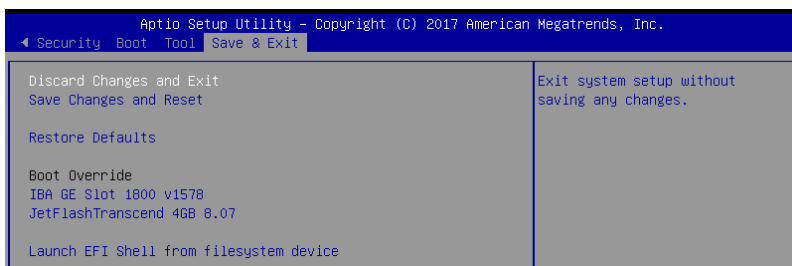 Aptio Setup Utility – Copyright (C) 2017 American Megatrends, Inc.
Security Boot Tool Save & Exit
Discard Changes and Exit
Save Changes and Reset
Restore Defaults
Boot Override
IBA GE Slot 1800 v1578
JetFlashTranscend 4GB 8.07
Launch EFI Shell from filesystem device
Exit system setup without
saving any changes.